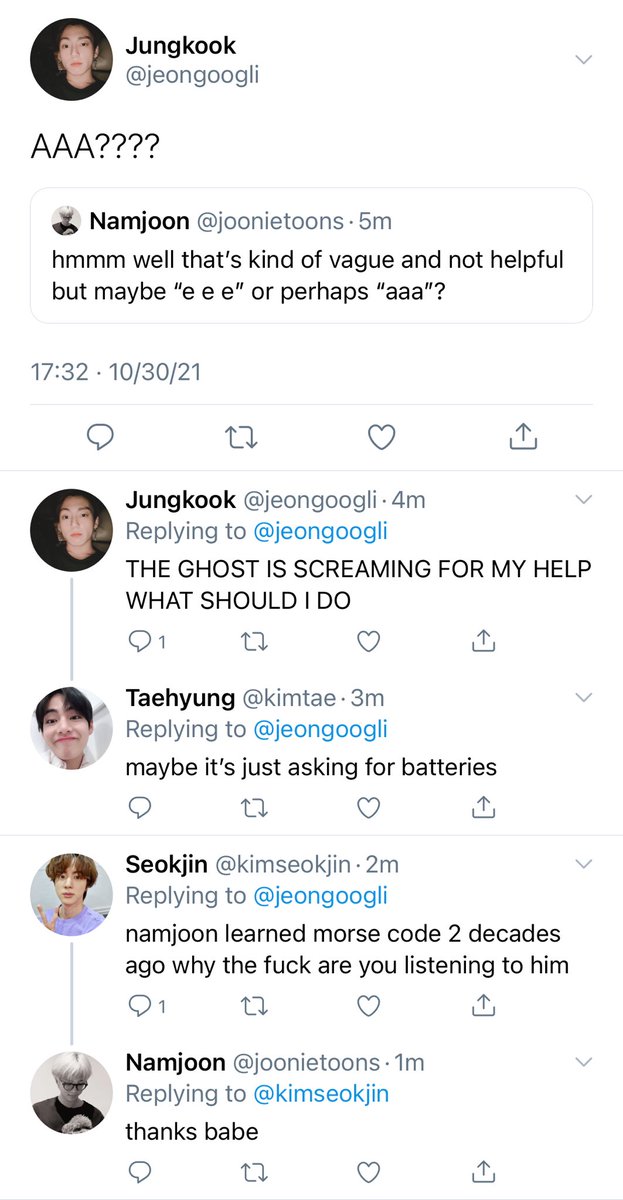 Jungkook
@jeongoogli
AAA????
Namjoon @joonietoons · 5m
hmmm well that’s kind of vague and not helpful
but maybe “e e e” or perhaps “aaa”?
17:32 · 10/30/21
Jungkook @jeongoogli · 4m
Replying to @jeongoogli
THE GHOST IS SCREAMING FOR MY HELP
WHAT SHOULD I DO
1
Taehyung @kimtae · 3m
Replying to @jeongoogli
maybe it’s just asking for batteries
Seokjin @kimseokjin · 2m
Replying to @jeongoogli
namjoon learned morse code 2 decades
ago why the fuck are you listening to him
1
Namjoon @joonietoons · 1m
Replying to @kimseokjin
thanks babe